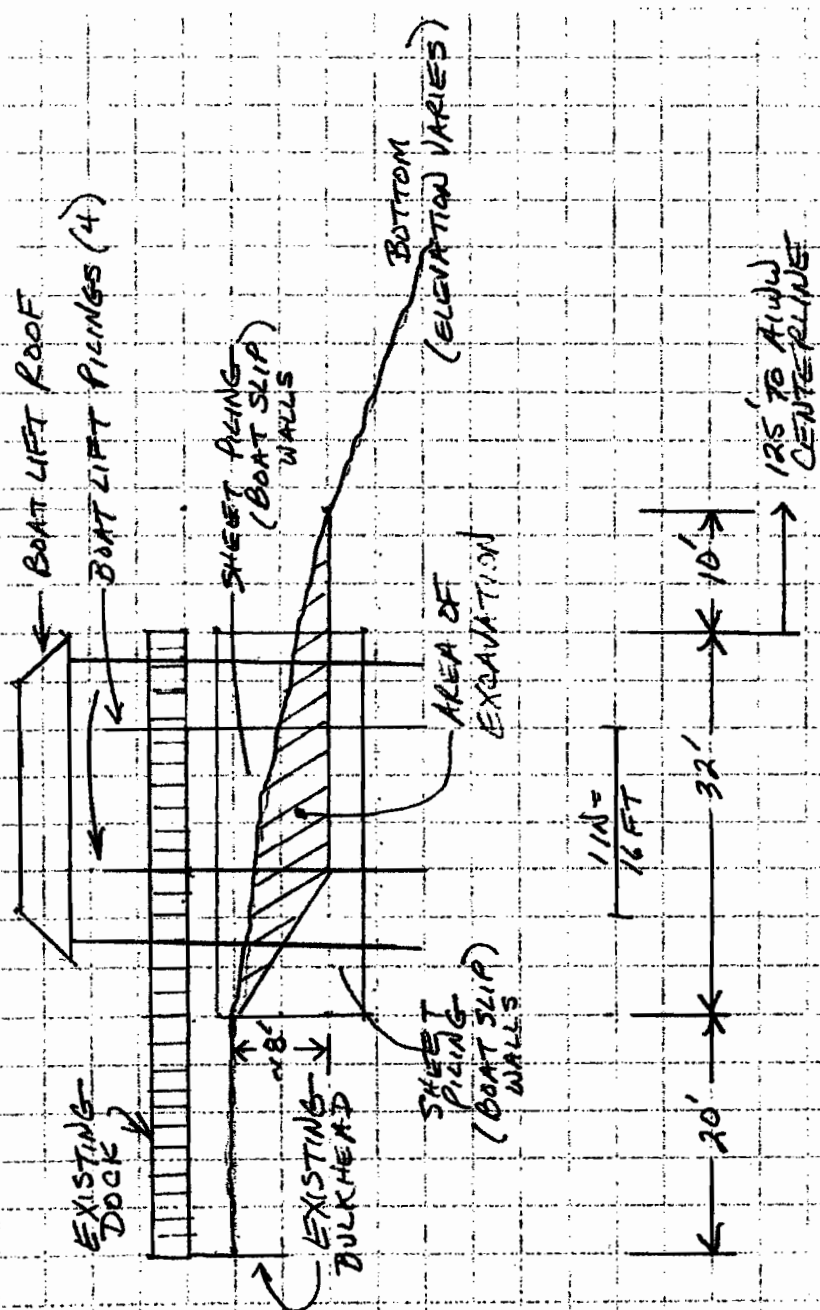 BOAT LIFT ROOF
BOAT LIFT PILINGS (4)
EXISTING
DOCK
SHEET PILING
(BOAT SLIP
WALLS)
BOTTOM
(ELEVATION VARIES)
~8'
EXISTING
BULKHEAD
SHEET
PILING
(BOAT SLIP)
WALLS
AREA OF
EXCAVATION
1 IN =
16 FT
20'
32'
10'
125' TO AIWW
CENTERLINE